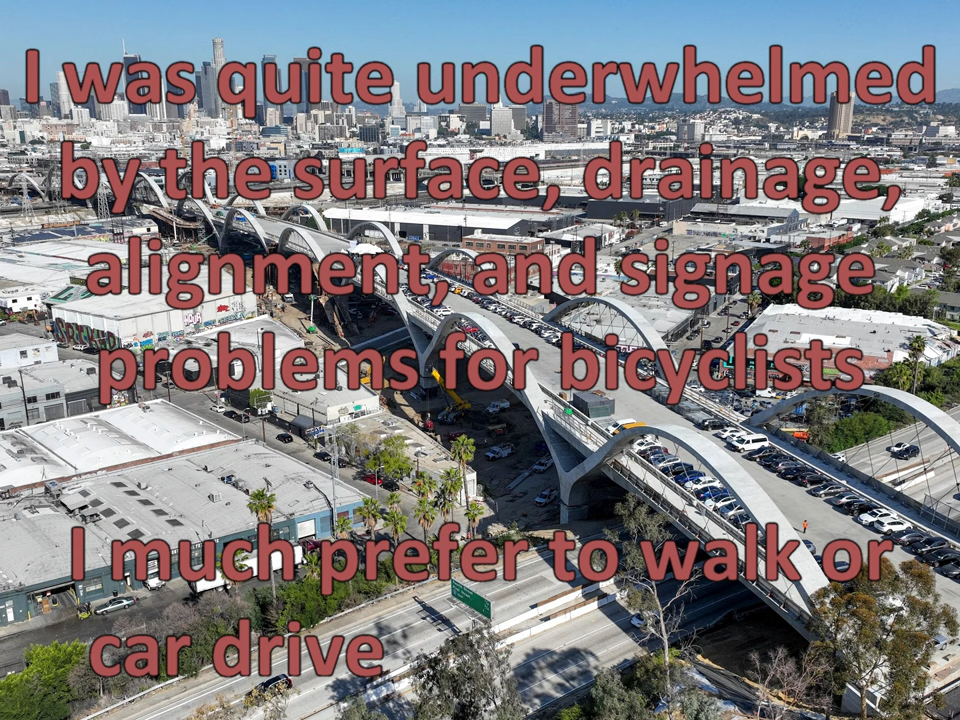 I was quite underwhelmed
by the surface, drainage,
alignment, and signage
problems for bicyclists
I much prefer to walk or
car drive